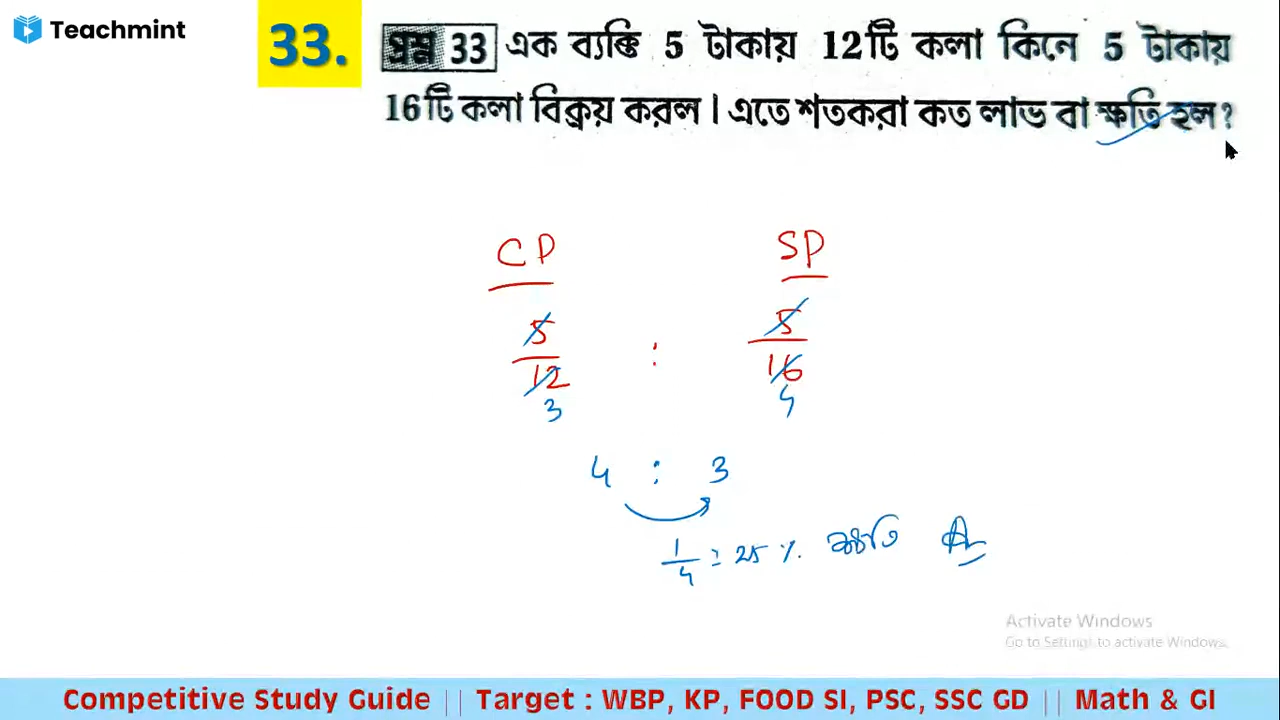 Teachmint
33.
প্রশ্ন 33 এক ব্যক্তি 5 টাকায় 12টি কলা কিনে 5 টাকায়
16টি কলা বিক্রয় করল। এতে শতকরা কত লাভ বা ক্ষতি হল?
CP SP
5 5
12 : 16
3 4
4 : 3
1
4 = 25 %. ক্ষতি
Activate Windows
Go to Settings to activate Windows.
Competitive Study Guide || Target : WBP, KP, FOOD SI, PSC, SSC GD || Math & GI